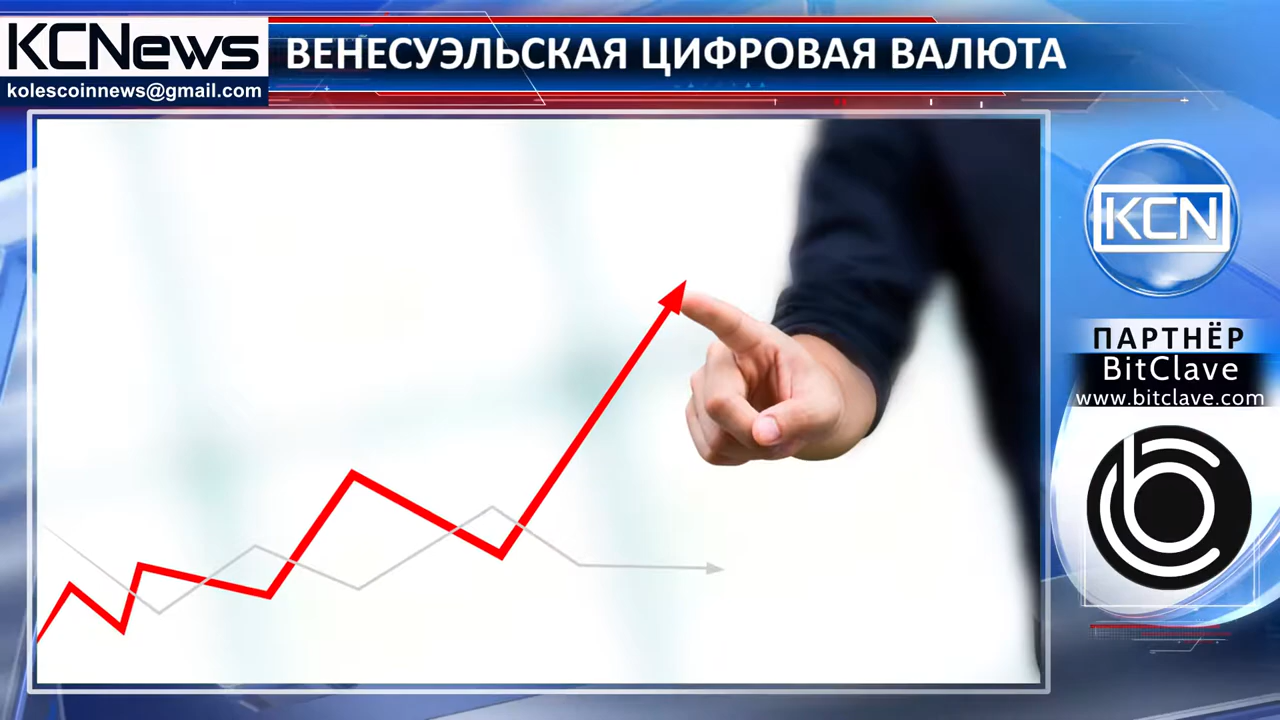 KCNews
kolescoinnews@gmail.com
ВЕНЕСУЭЛЬСКАЯ ЦИФРОВАЯ ВАЛЮТА
KCN
ПАРТНЁР
BitClave
www.bitclave.com